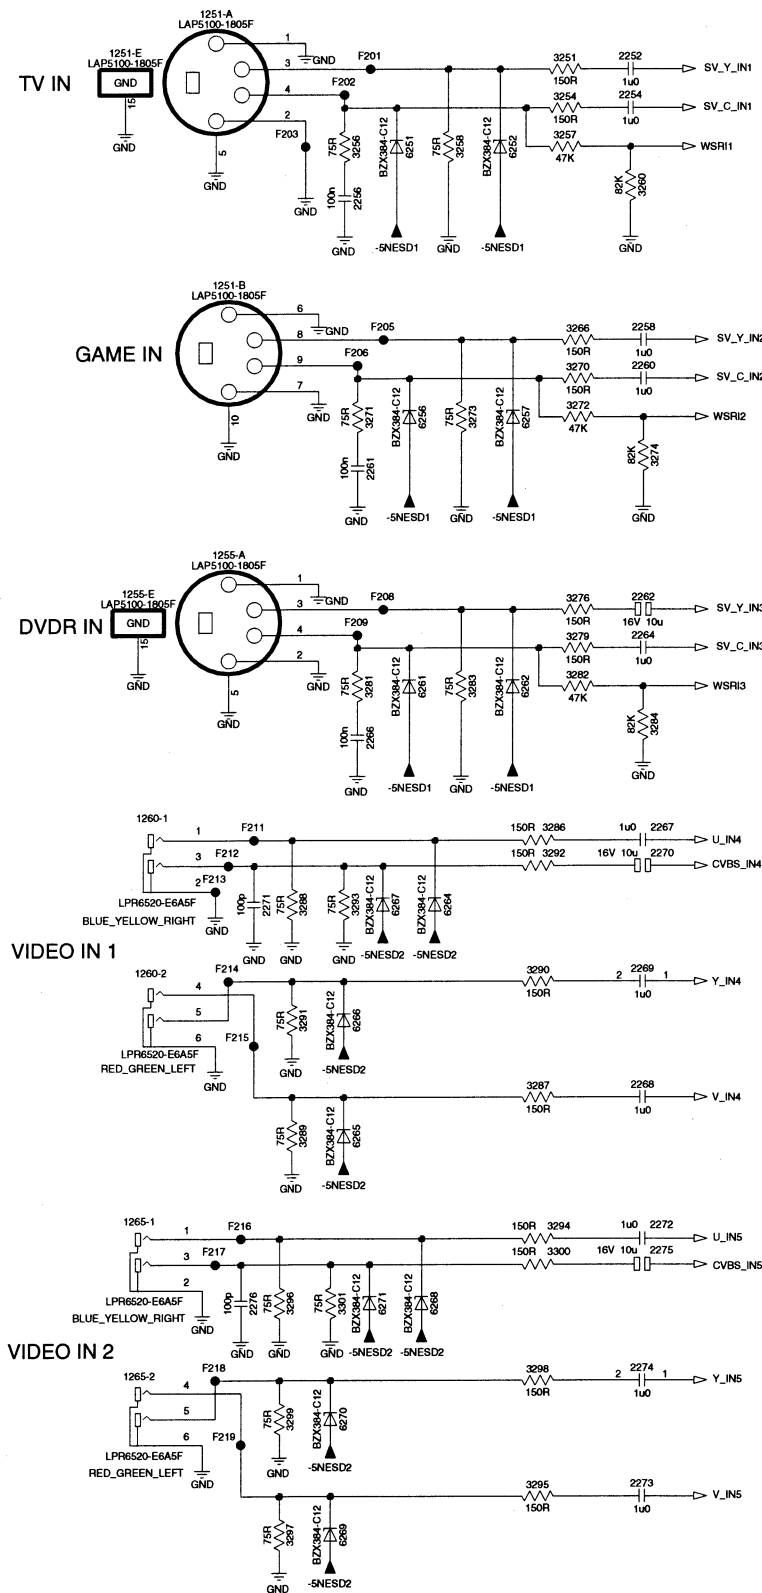 1251-A
LAP5100-1805F
1251-E
LAP5100-1805F
TV IN
GND
15
GND
5
GND
1
GND
3
F201
4
F202
2
F203
GND
75R
3256
100n
2256
GND
BZX384-C12
6251
-5NESD1
75R
3258
GND
BZX384-C12
6252
-5NESD1
3251
150R
2252
1u0
SV_Y_IN1
3254
150R
2254
1u0
SV_C_IN1
3257
47K
WSRI1
82K
3260
GND
1251-B
LAP5100-1805F
GAME IN
10
GND
6
GND
8
F205
9
F206
7
GND
75R
3271
100n
2261
GND
BZX384-C12
6256
-5NESD1
75R
3273
GND
BZX384-C12
6257
-5NESD1
3266
150R
2258
1u0
SV_Y_IN2
3270
150R
2260
1u0
SV_C_IN2
3272
47K
WSRI2
82K
3274
GND
1255-A
LAP5100-1805F
1255-E
LAP5100-1805F
DVDR IN
GND
15
GND
5
GND
1
GND
3
F208
4
F209
2
GND
75R
3281
100n
2266
GND
BZX384-C12
6261
-5NESD1
75R
3283
GND
BZX384-C12
6262
-5NESD1
3276
150R
2262
16V 10u
SV_Y_IN3
3279
150R
2264
1u0
SV_C_IN3
3282
47K
WSRI3
82K
3284
GND
1260-1
1
F211
3
F212
2
F213
LPR6520-E6A5F
GND
BLUE_YELLOW_RIGHT
100p
2271
GND
75R
3288
GND
75R
3293
GND
BZX384-C12
6267
-5NESD2
BZX384-C12
6264
-5NESD2
150R 3286
1u0 2267
U_IN4
150R 3292
16V 10u 2270
CVBS_IN4
VIDEO IN 1
1260-2
4
F214
5
F215
6
LPR6520-E6A5F
GND
RED_GREEN_LEFT
75R
3291
GND
BZX384-C12
6266
-5NESD2
3290
150R
2 2269 1
1u0
Y_IN4
75R
3289
GND
BZX384-C12
6265
-5NESD2
3287
150R
2268
1u0
V_IN4
1265-1
1
F216
3
F217
2
LPR6520-E6A5F
GND
BLUE_YELLOW_RIGHT
100p
2276
GND
75R
3296
GND
75R
3301
GND
BZX384-C12
6271
-5NESD2
BZX384-C12
6268
-5NESD2
150R 3294
1u0 2272
U_IN5
150R 3300
16V 10u 2275
CVBS_IN5
VIDEO IN 2
1265-2
4
F218
5
F219
6
LPR6520-E6A5F
GND
RED_GREEN_LEFT
75R
3299
GND
BZX384-C12
6270
-5NESD2
3298
150R
2 2274 1
1u0
Y_IN5
75R
3297
GND
BZX384-C12
6269
-5NESD2
3295
150R
2273
1u0
V_IN5